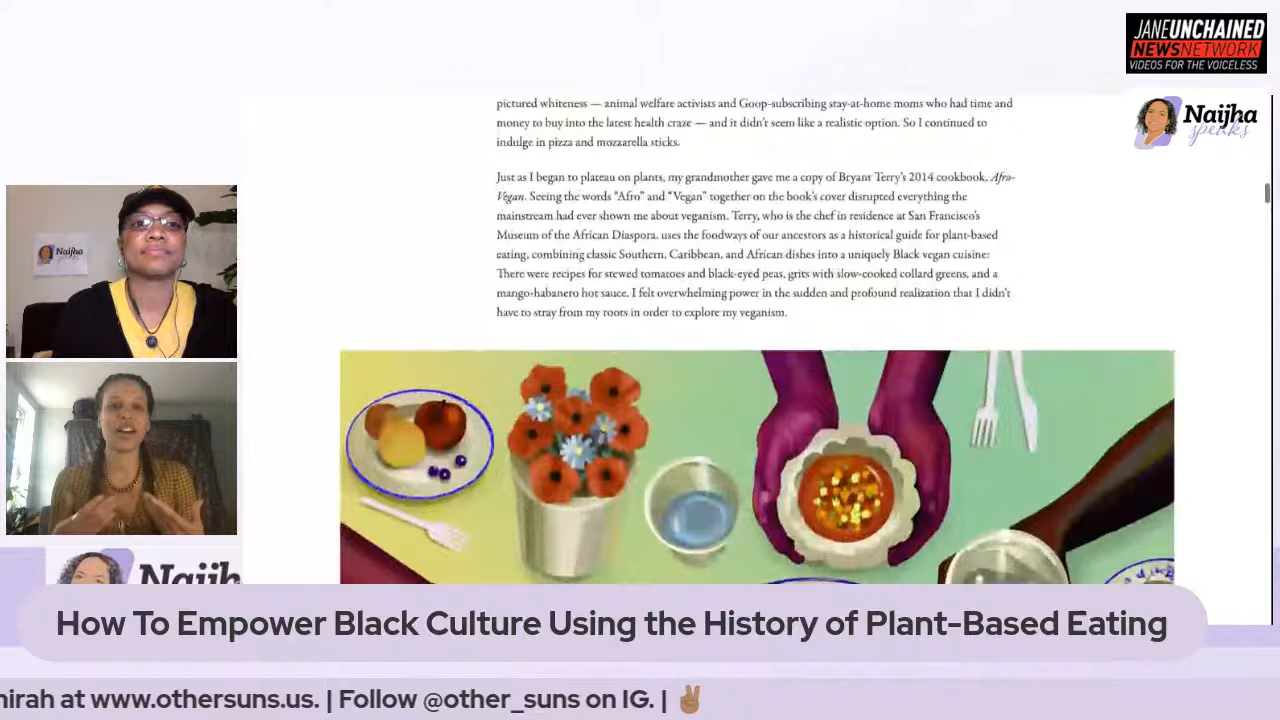 JANEUNCHAINED
NEWSNETWORK
VIDEOS FOR THE VOICELESS
Naijha
speaks
pictured whiteness — animal welfare activists and Goop-subscribing stay-at-home moms who had time and
money to buy into the latest health craze — and it didn't seem like a realistic option. So I continued to
indulge in pizza and mozzarella sticks.
Just as I began to plateau on plants, my grandmother gave me a copy of Bryant Terry's 2014 cookbook, Afro-
Vegan. Seeing the words "Afro" and "Vegan" together on the book's cover disrupted everything the
mainstream had ever shown me about veganism. Terry, who is the chef in residence at San Francisco's
Museum of the African Diaspora, uses the foodways of our ancestors as a historical guide for plant-based
eating, combining classic Southern, Caribbean, and African dishes into a uniquely Black vegan cuisine:
There were recipes for stewed tomatoes and black-eyed peas, grits with slow-cooked collard greens, and a
mango-habanero hot sauce. I felt overwhelming power in the sudden and profound realization that I didn't
have to stray from my roots in order to explore my veganism.
Naijha
Naijh
How To Empower Black Culture Using the History of Plant-Based Eating
hirah at www.othersuns.us. | Follow @other_suns on IG. | ✌🏽